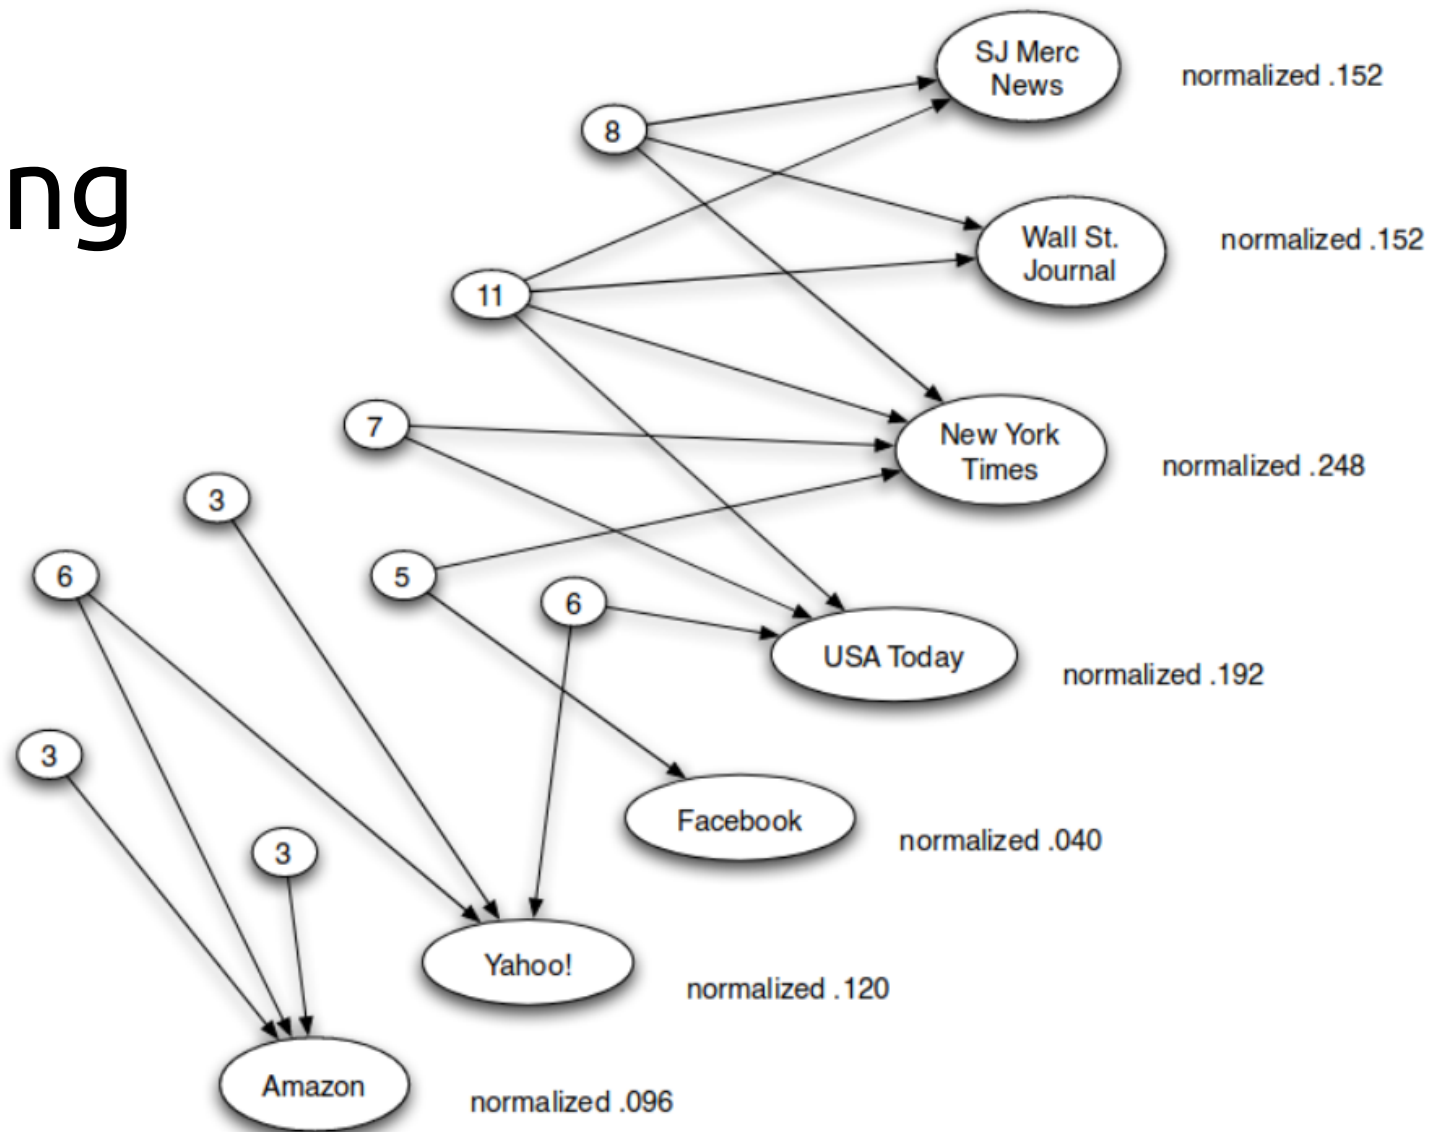 ng
SJ Merc
News
normalized .152
8
Wall St.
Journal
normalized .152
11
7
New York
Times
normalized .248
3
6
5
6
USA Today
normalized .192
3
Facebook
normalized .040
3
Yahoo!
normalized .120
Amazon
normalized .096